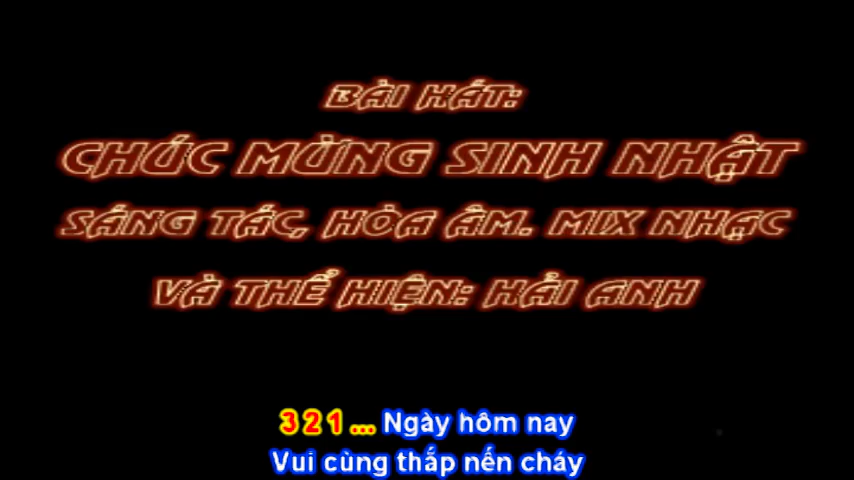 BÀI HÁT:
CHÚC MỪNG SINH NHẬT
SÁNG TÁC, HÒA ÂM. MIX NHẠC
VÀ THỂ HIỆN: HẢI ANH
3 2 1 ... Ngày hôm nay
Vui cùng thắp nến cháy